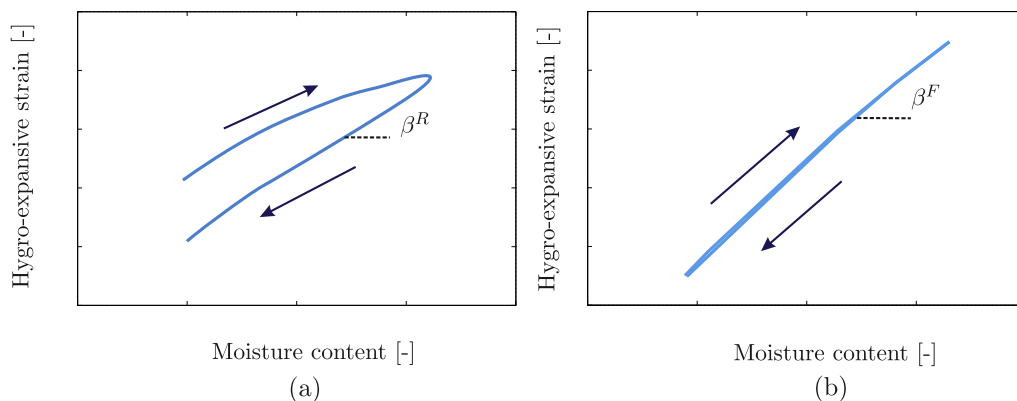 Hygro-expansive strain [-]
β^R
Moisture content [-]
(a)
Hygro-expansive strain [-]
β^F
Moisture content [-]
(b)